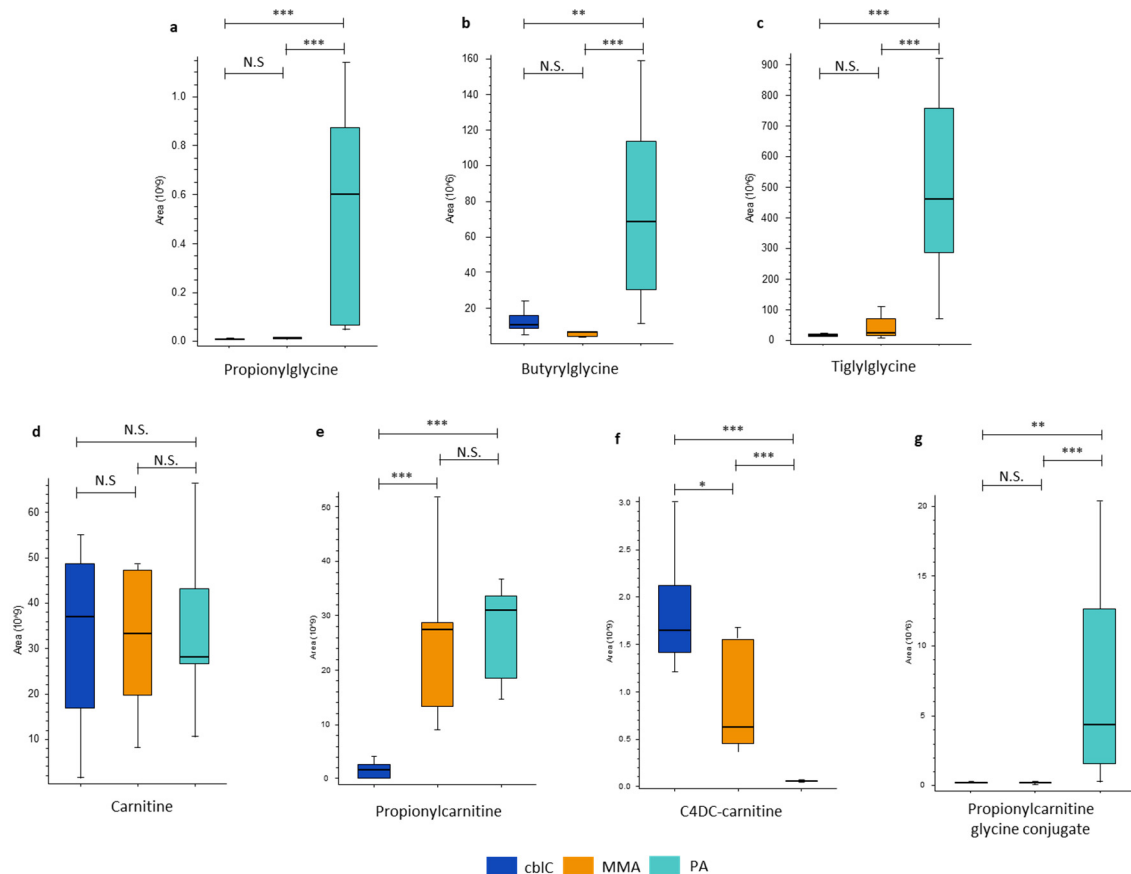 a
***
***
N.S
1.0
0.8
0.6
0.4
0.2
0.0
Area (10^9)
Propionylglycine
b
**
***
N.S.
160
140
120
100
80
60
40
20
Area (10^6)
Butyrylglycine
c
***
***
N.S.
900
800
700
600
500
400
300
200
100
0
Area (10^6)
Tiglylglycine
d
N.S.
N.S.
N.S
60
50
40
30
20
10
Area (10^9)
Carnitine
e
***
N.S.
***
50
40
30
20
10
0
Area (10^9)
Propionylcarnitine
f
***
***
*
3.0
2.5
2.0
1.5
1.0
0.5
0.0
Area (10^9)
C4DC-carnitine
g
**
***
N.S.
20
15
10
5
0
Area (10^6)
Propionylcarnitine
glycine conjugate
cblC MMA PA